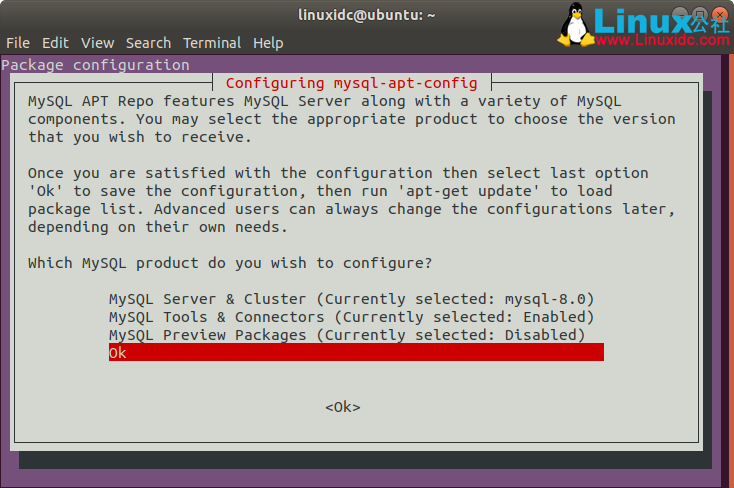 linuxidc@ubuntu: ~
Linux公社
www.Linuxidc.com
File Edit View Search Terminal Help
Package configuration
Configuring mysql-apt-config
MySQL APT Repo features MySQL Server along with a variety of MySQL
components. You may select the appropriate product to choose the version
that you wish to receive.
Once you are satisfied with the configuration then select last option
'Ok' to save the configuration, then run 'apt-get update' to load
package list. Advanced users can always change the configurations later,
depending on their own needs.
Which MySQL product do you wish to configure?
MySQL Server & Cluster (Currently selected: mysql-8.0)
MySQL Tools & Connectors (Currently selected: Enabled)
MySQL Preview Packages (Currently selected: Disabled)
Ok
<Ok>